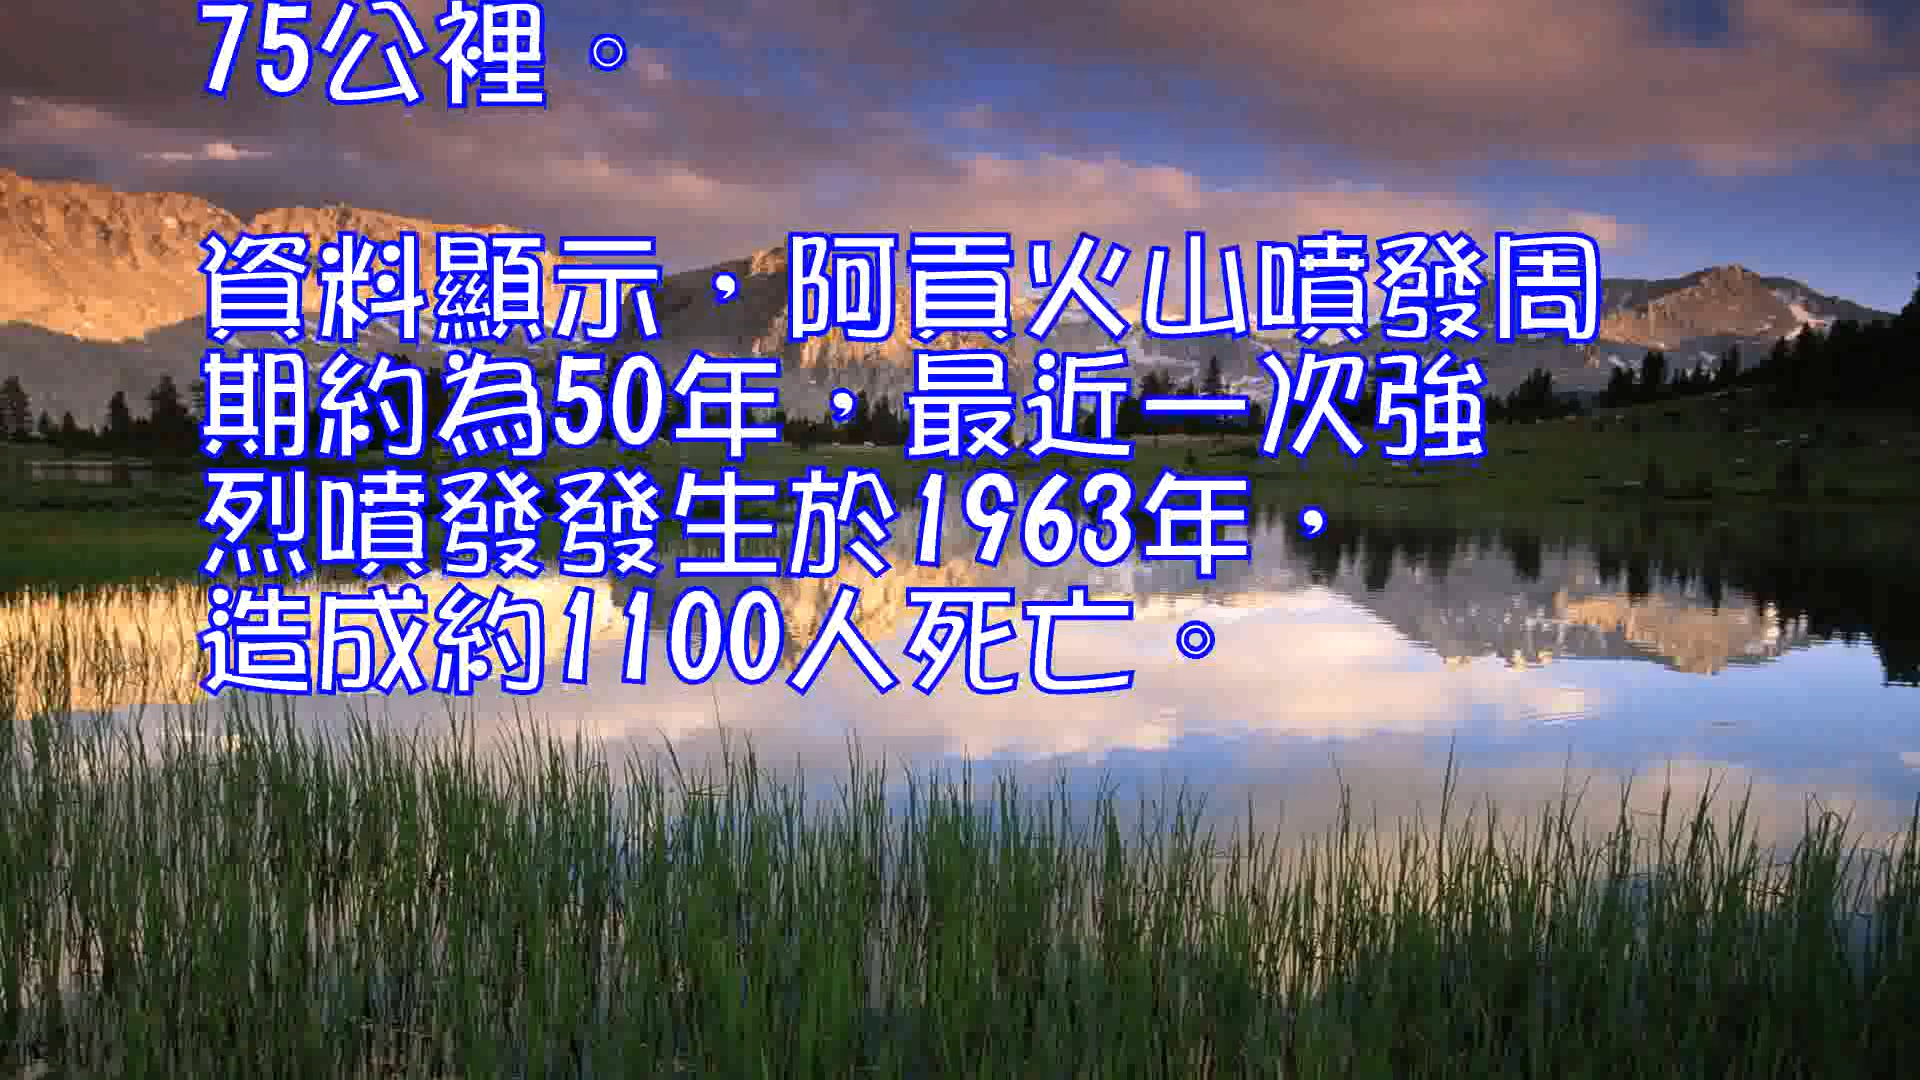 75公裡。
資料顯示，阿貢火山噴發周
期約為50年，最近一次強
烈噴發發生於1963年，
造成約1100人死亡。